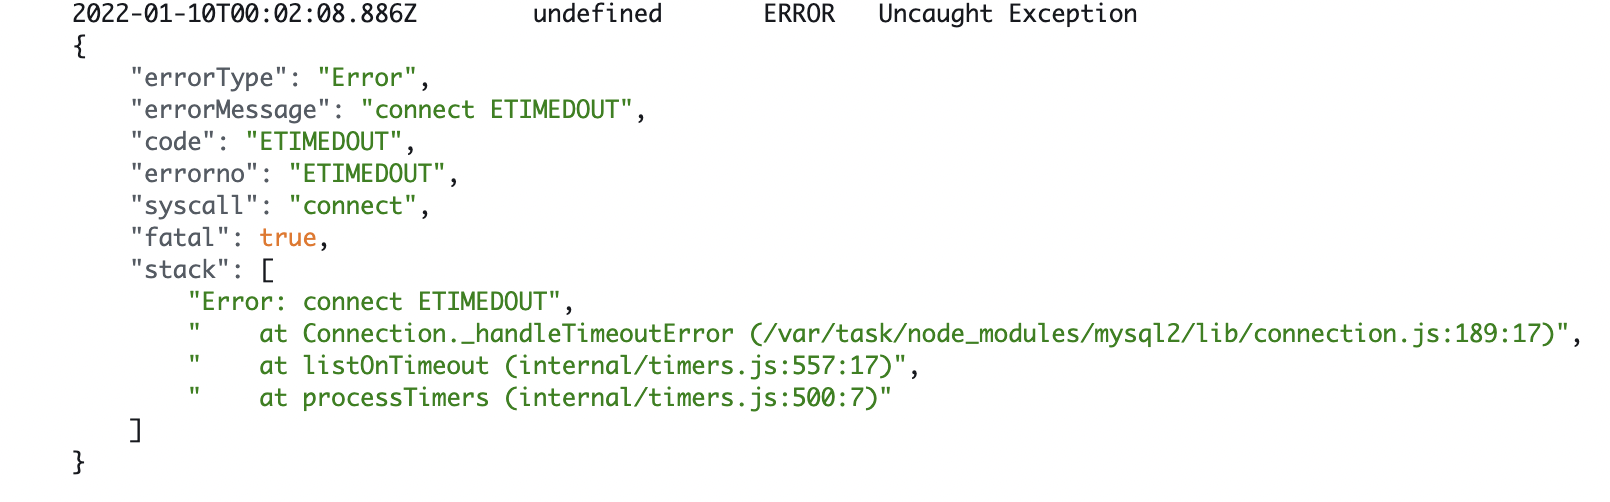 2022-01-10T00:02:08.886Z undefined ERROR Uncaught Exception
{
    "errorType": "Error",
    "errorMessage": "connect ETIMEDOUT",
    "code": "ETIMEDOUT",
    "errorno": "ETIMEDOUT",
    "syscall": "connect",
    "fatal": true,
    "stack": [
        "Error: connect ETIMEDOUT",
        "    at Connection._handleTimeoutError (/var/task/node_modules/mysql2/lib/connection.js:189:17)",
        "    at listOnTimeout (internal/timers.js:557:17)",
        "    at processTimers (internal/timers.js:500:7)"
    ]
}